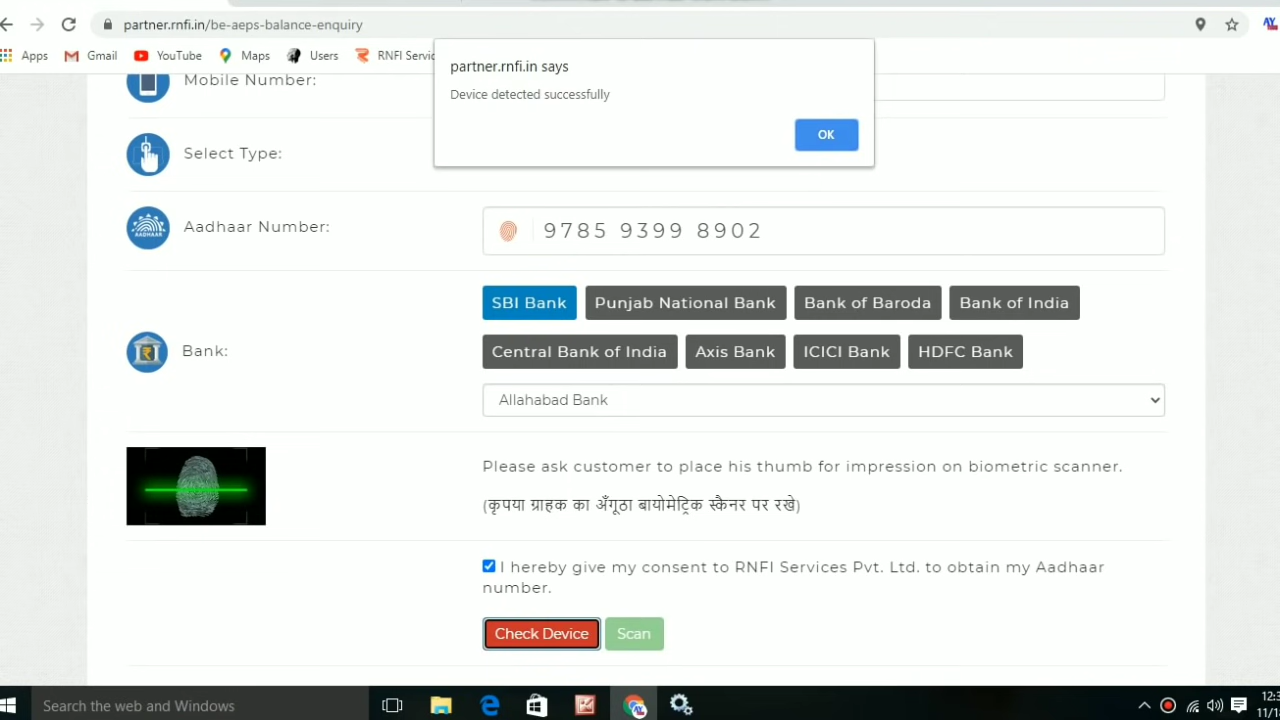 partner.rnfi.in/be-aeps-balance-enquiry
Apps Gmail YouTube Maps Users RNFI
partner.rnfi.in says
Device detected successfully
OK
Mobile Number:
Select Type:
AADHAAR
Aadhaar Number: 9785 9399 8902
SBI Bank Punjab National Bank Bank of Baroda Bank of India
Bank:
Central Bank of India Axis Bank ICICI Bank HDFC Bank
Allahabad Bank
Please ask customer to place his thumb for impression on biometric scanner.
(कृपया ग्राहक का अँगूठा बायोमेट्रिक स्कैनर पर रखे)
I hereby give my consent to RNFI Services Pvt. Ltd. to obtain my Aadhaar
number.
Check Device Scan
Search the web and Windows